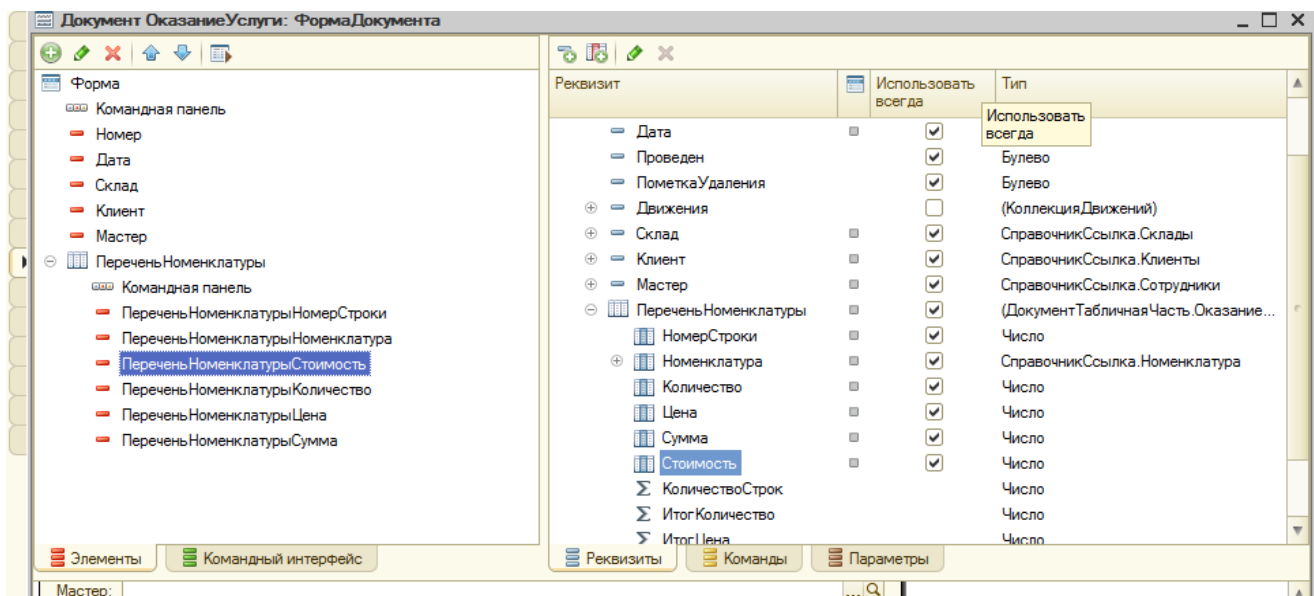 Документ ОказаниеУслуги: ФормаДокумента
Форма
Командная панель
Номер
Дата
Склад
Клиент
Мастер
ПереченьНоменклатуры
Командная панель
ПереченьНоменклатурыНомерСтроки
ПереченьНоменклатурыНоменклатура
ПереченьНоменклатурыСтоимость
ПереченьНоменклатурыКоличество
ПереченьНоменклатурыЦена
ПереченьНоменклатурыСумма
Элементы Командный интерфейс
Реквизит Использовать всегда Тип
Использовать всегда
Дата
Проведен Булево
ПометкаУдаления Булево
Движения (КоллекцияДвижений)
Склад СправочникСсылка.Склады
Клиент СправочникСсылка.Клиенты
Мастер СправочникСсылка.Сотрудники
ПереченьНоменклатуры (ДокументТабличнаяЧасть.Оказание...
НомерСтроки Число
Номенклатура СправочникСсылка.Номенклатура
Количество Число
Цена Число
Сумма Число
Стоимость Число
КоличествоСтрок Число
ИтогКоличество Число
ИтогЦена Число
Реквизиты Команды Параметры
Мастер: ...